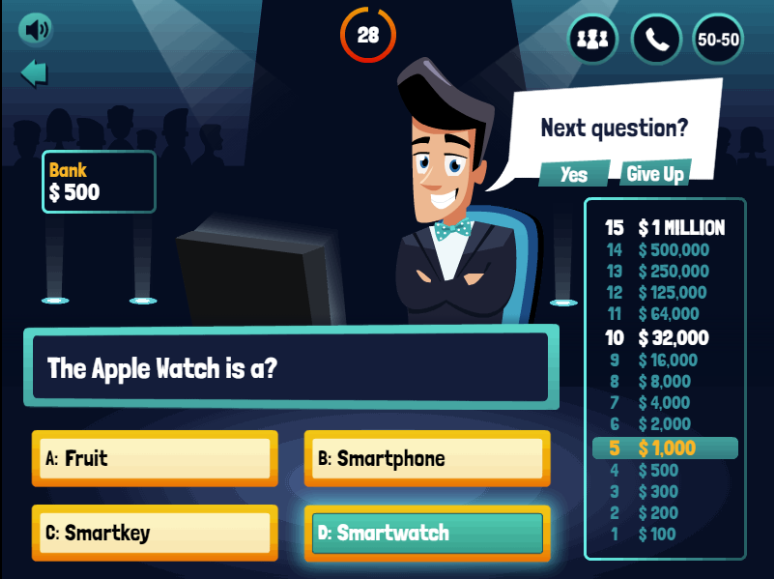 28
50-50
Next question?
Yes
Give Up
Bank
$ 500
15 $ 1 MILLION
14 $ 500,000
13 $ 250,000
12 $ 125,000
11 $ 64,000
10 $ 32,000
9 $ 16,000
8 $ 8,000
7 $ 4,000
6 $ 2,000
5 $ 1,000
4 $ 500
3 $ 300
2 $ 200
1 $ 100
The Apple Watch is a?
A: Fruit
B: Smartphone
C: Smartkey
D: Smartwatch